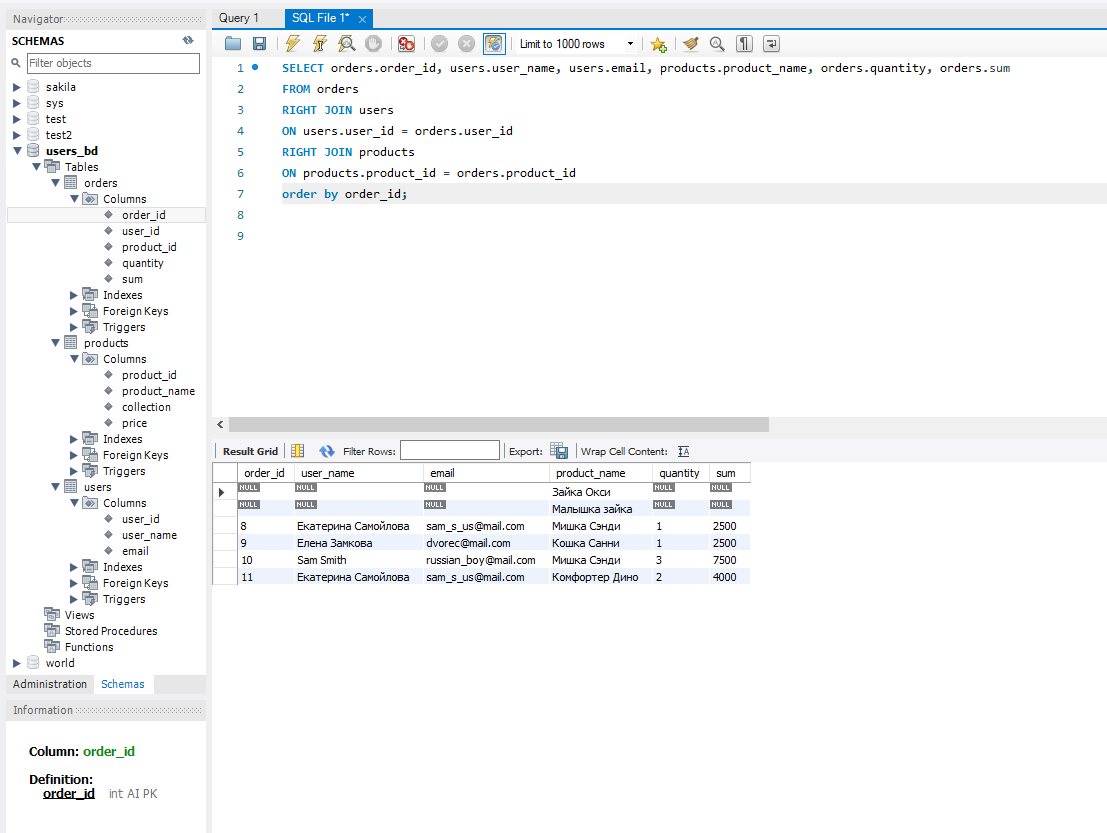 Navigator
SCHEMAS
Filter objects
sakila
sys
test
test2
users_bd
Tables
orders
Columns
order_id
user_id
product_id
quantity
sum
Indexes
Foreign Keys
Triggers
products
Columns
product_id
product_name
collection
price
Indexes
Foreign Keys
Triggers
users
Columns
user_id
user_name
email
Indexes
Foreign Keys
Triggers
Views
Stored Procedures
Functions
world
Administration Schemas
Information
Column: order_id
Definition:
order_id int AI PK
Query 1 SQL File 1*
Limit to 1000 rows
1 SELECT orders.order_id, users.user_name, users.email, products.product_name, orders.quantity, orders.sum
2 FROM orders
3 RIGHT JOIN users
4 ON users.user_id = orders.user_id
5 RIGHT JOIN products
6 ON products.product_id = orders.product_id
7 order by order_id;
8
9
Result Grid Filter Rows: Export: Wrap Cell Content: IA
order_id user_name email product_name quantity sum
NULL NULL NULL Зайка Окси NULL NULL
NULL NULL NULL Малышка зайка NULL NULL
8 Екатерина Самойлова sam_s_us@mail.com Мишка Сэнди 1 2500
9 Елена Замкова dvorec@mail.com Кошка Санни 1 2500
10 Sam Smith russian_boy@mail.com Мишка Сэнди 3 7500
11 Екатерина Самойлова sam_s_us@mail.com Комфортер Дино 2 4000